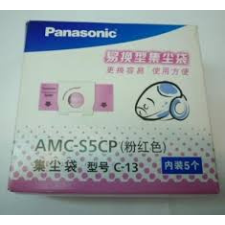 Panasonic
易换型集尘袋
更换容易 使用方便
AMC-S5CP (粉红色)
集尘袋 型号 C-13
内装5个